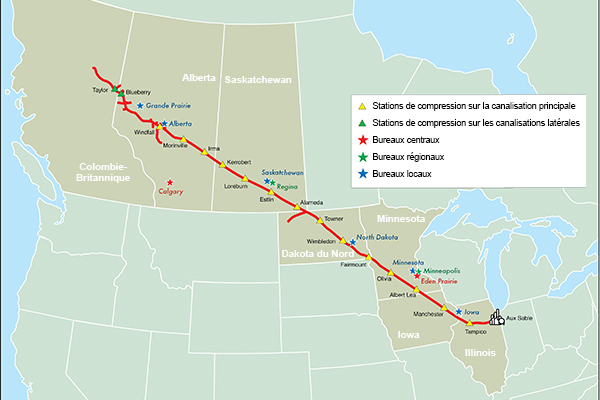 Alberta
Saskatchewan
Taylor
Blueberry
Grande Prairie
Windfall
Alberta
Morinville
Irma
Kerrobert
Colombie-
Britannique
Calgary
Loreburn
Saskatchewan
Regina
Estlin
Alameda
Towner
Wimbledon
North Dakota
Dakota du Nord
Fairmount
Minnesota
Minnesota
Minneapolis
Eden Prairie
Olivia
Albert Lea
Manchester
Iowa
Iowa
Tampico
Aux Sable
Illinois
Stations de compression sur la canalisation principale
Stations de compression sur les canalisations latérales
Bureaux centraux
Bureaux régionaux
Bureaux locaux